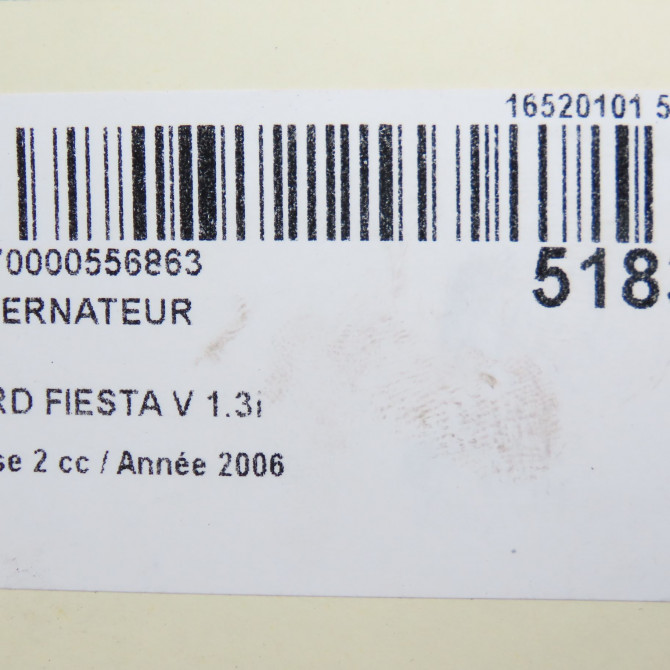 16520101 5
70000556863
518
ERNATEUR
RD FIESTA V 1.3i
se 2 cc / Année 2006